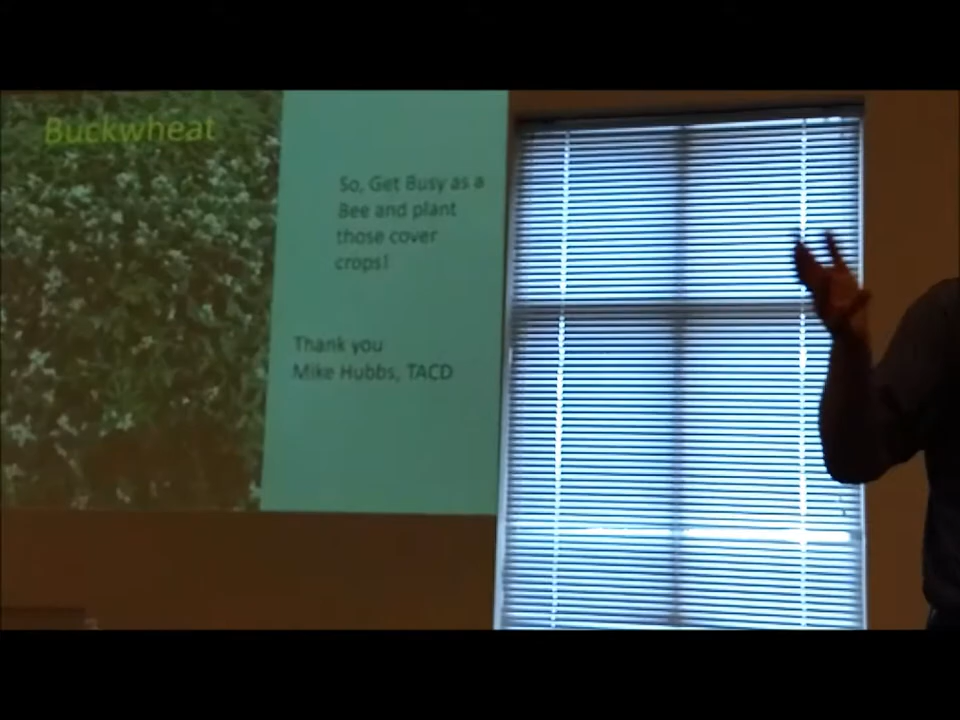 Buckwheat
So, Get Busy as a
Bee and plant
those cover
crops!
Thank you
Mike Hubbs, TACD